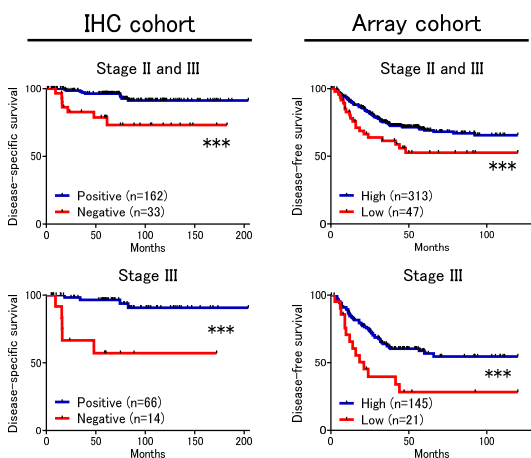 IHC cohort
Array cohort
Stage II and III
Disease-specific survival
100
50
0
***
Positive (n=162)
Negative (n=33)
0 50 100 150 200
Months
Stage II and III
Disease-free survival
100
50
0
***
High (n=313)
Low (n=47)
0 50 100
Months
Stage III
Disease-specific survival
100
50
0
***
Positive (n=66)
Negative (n=14)
0 50 100 150 200
Months
Stage III
Disease-free survival
100
50
0
***
High (n=145)
Low (n=21)
0 50 100
Months